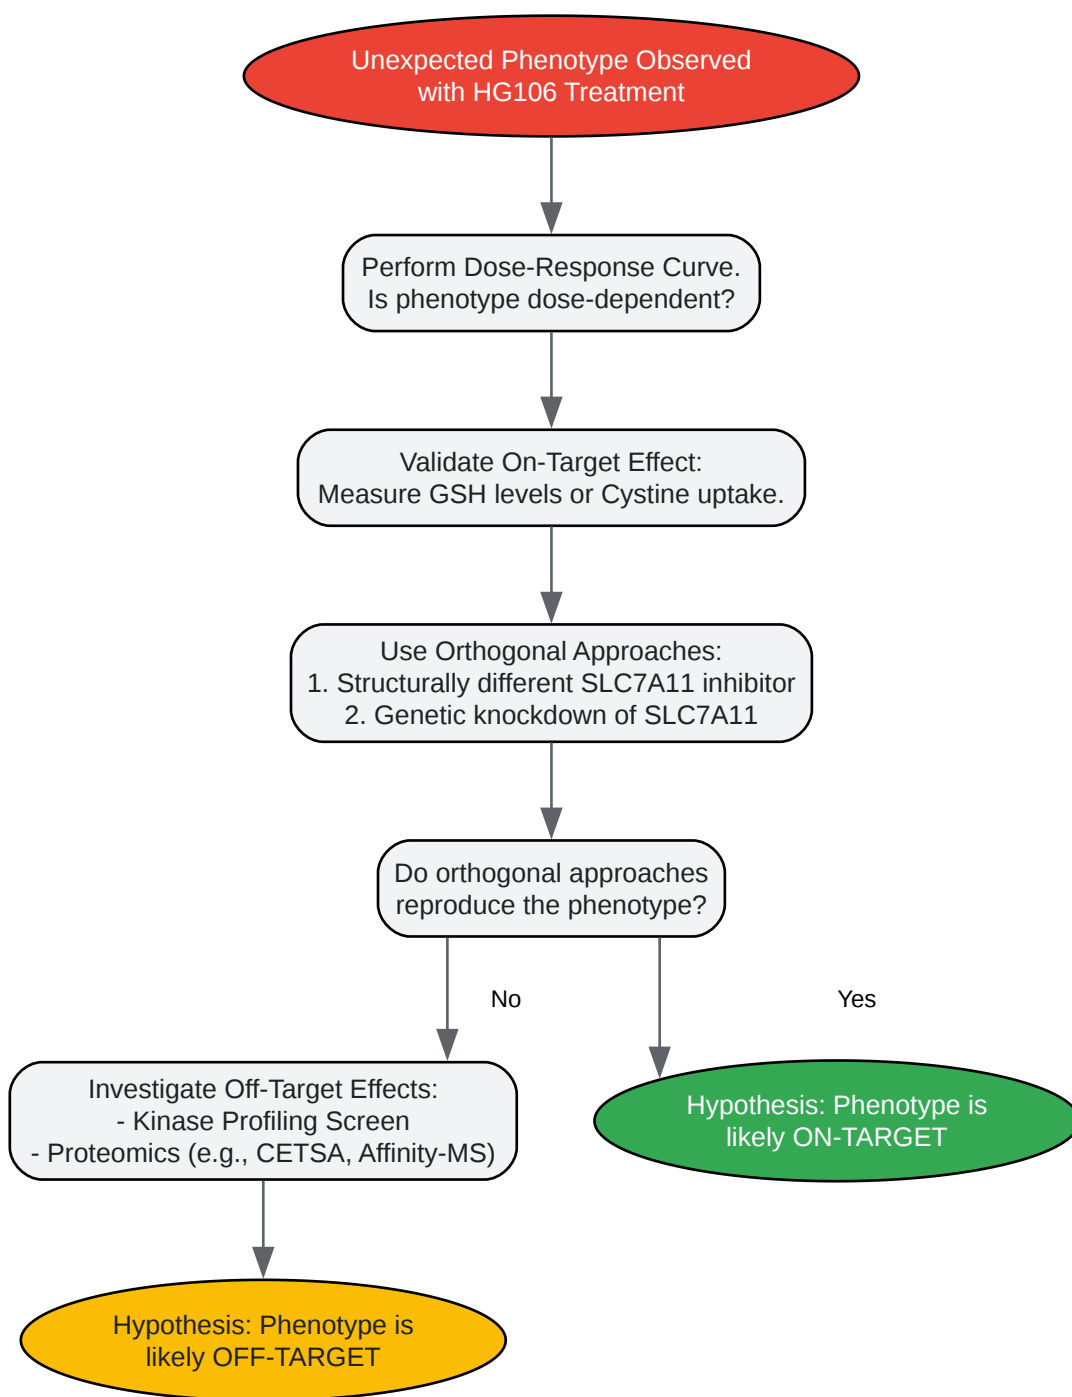 Unexpected Phenotype Observed
with HG106 Treatment
Perform Dose-Response Curve.
Is phenotype dose-dependent?
Validate On-Target Effect:
Measure GSH levels or Cystine uptake.
Use Orthogonal Approaches:
1. Structurally different SLC7A11 inhibitor
2. Genetic knockdown of SLC7A11
Do orthogonal approaches
reproduce the phenotype?
No
Yes
Investigate Off-Target Effects:
- Kinase Profiling Screen
- Proteomics (e.g., CETSA, Affinity-MS)
Hypothesis: Phenotype is
likely ON-TARGET
Hypothesis: Phenotype is
likely OFF-TARGET